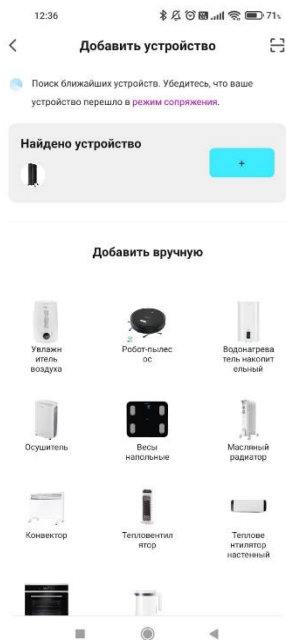 12:36
71%
Добавить устройство
Поиск ближайших устройств. Убедитесь, что ваше
устройство перешло в режим сопряжения.
Найдено устройство
+
Добавить вручную
Увлажн
итель
воздуха
Робот-пылес
ос
Водонагрева
тель накопит
ельный
Осушитель
Весы
напольные
Масляный
радиатор
Конвектор
Тепловентил
ятор
Теплове
нтилятор
настенный